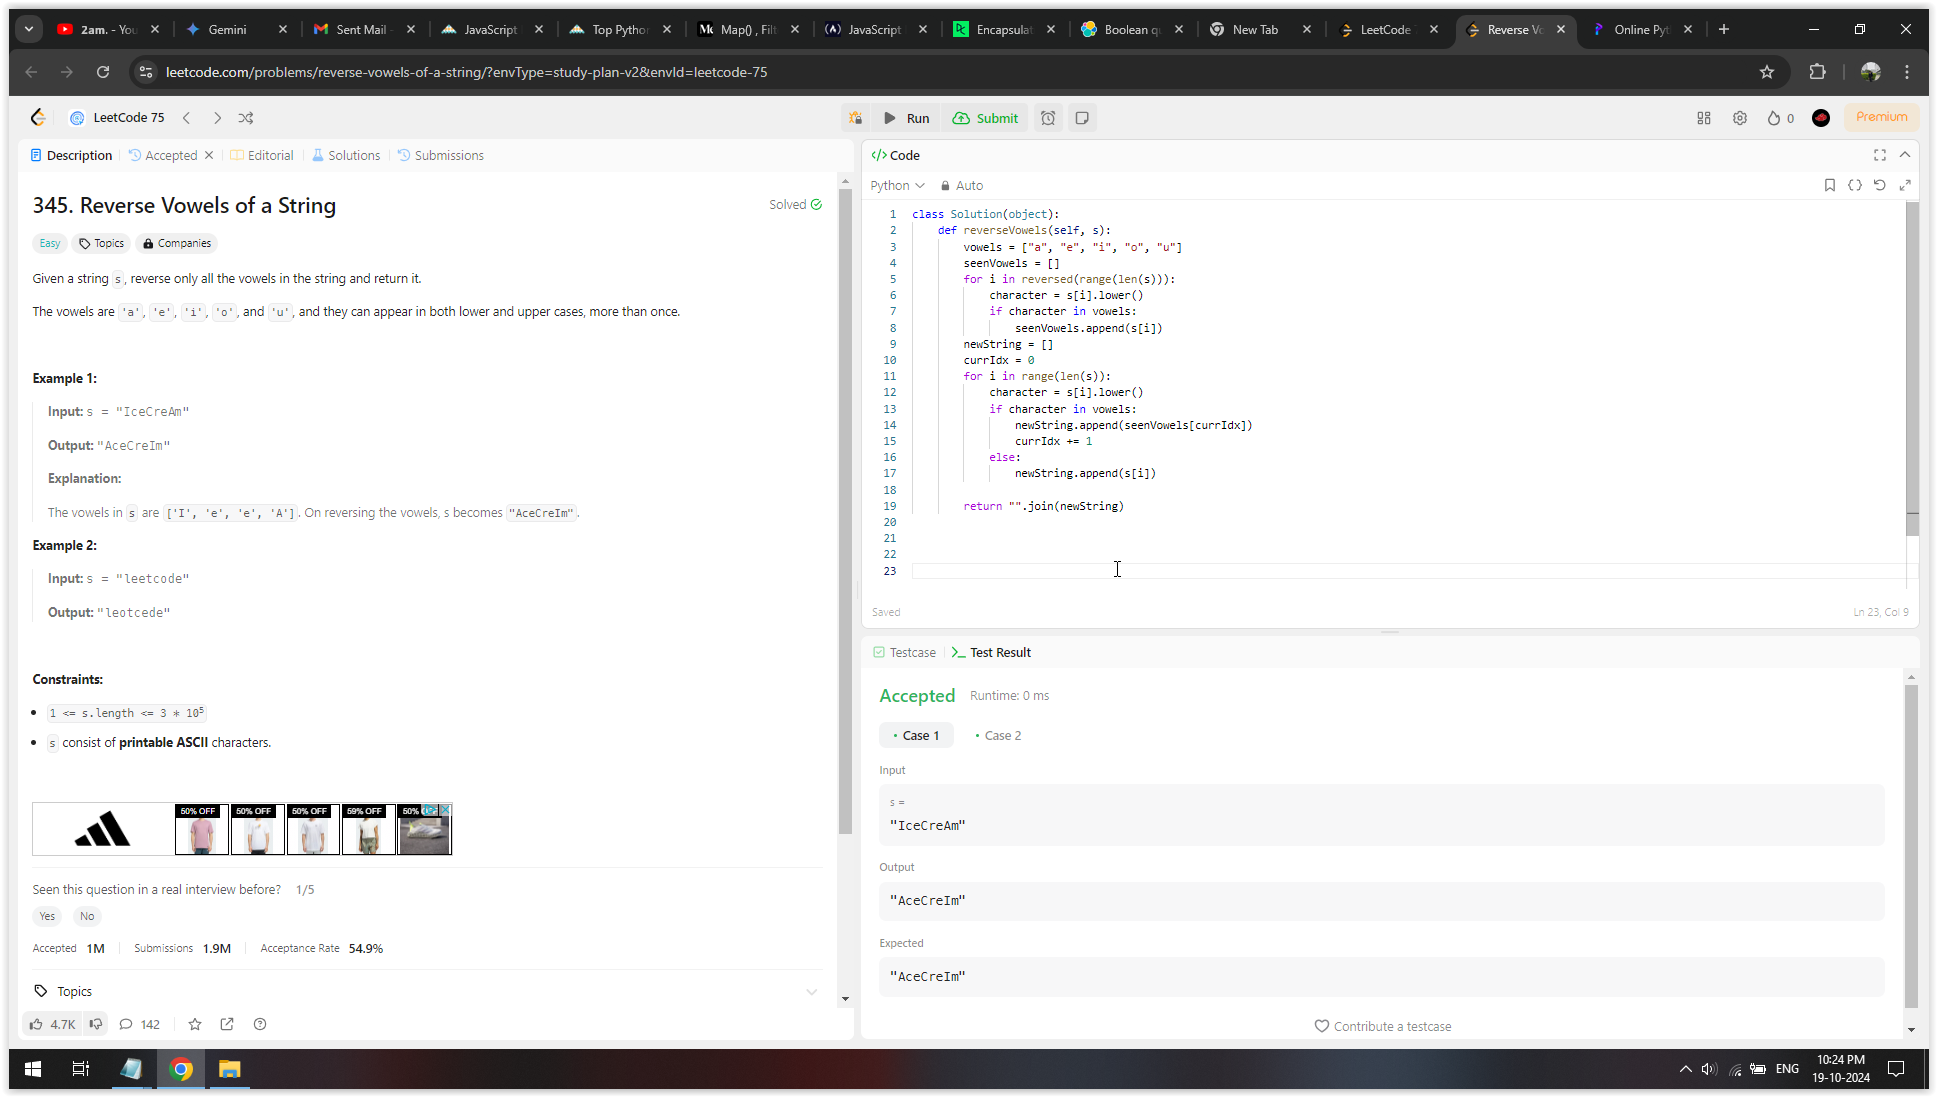 2am. - You
Gemini
Sent Mail -
JavaScript
Top Python
Map() , Fil
JavaScript
Encapsulat
Boolean qu
New Tab
LeetCode
Reverse Vo
Online Pyt
leetcode.com/problems/reverse-vowels-of-a-string/?envType=study-plan-v2&envId=leetcode-75
LeetCode 75
Run
Submit
0
Premium
Description
Accepted
Editorial
Solutions
Submissions
345. Reverse Vowels of a String
Solved
Easy
Topics
Companies
Given a string s, reverse only all the vowels in the string and return it.
The vowels are 'a', 'e', 'i', 'o', and 'u', and they can appear in both lower and upper cases, more than once.
Example 1:
Input: s = "IceCreAm"
Output: "AceCreIm"
Explanation:
The vowels in s are ['I', 'e', 'e', 'A']. On reversing the vowels, s becomes "AceCreIm".
Example 2:
Input: s = "leetcode"
Output: "leotcede"
Constraints:
1 <= s.length <= 3 * 10⁵
s consist of printable ASCII characters.
50% OFF
50% OFF
50% OFF
59% OFF
50%
Seen this question in a real interview before? 1/5
Yes
No
Accepted 1M
Submissions 1.9M
Acceptance Rate 54.9%
Topics
4.7K
142
Code
Python
Auto
1 class Solution(object):
2 def reverseVowels(self, s):
3 vowels = ["a", "e", "i", "o", "u"]
4 seenVowels = []
5 for i in reversed(range(len(s))):
6 character = s[i].lower()
7 if character in vowels:
8 seenVowels.append(s[i])
9 newString = []
10 currIdx = 0
11 for i in range(len(s)):
12 character = s[i].lower()
13 if character in vowels:
14 newString.append(seenVowels[currIdx])
15 currIdx += 1
16 else:
17 newString.append(s[i])
18
19 return "".join(newString)
20
21
22
23
Saved
Ln 23, Col 9
Testcase
Test Result
Accepted
Runtime: 0 ms
Case 1
Case 2
Input
s =
"IceCreAm"
Output
"AceCreIm"
Expected
"AceCreIm"
Contribute a testcase
ENG
10:24 PM
19-10-2024